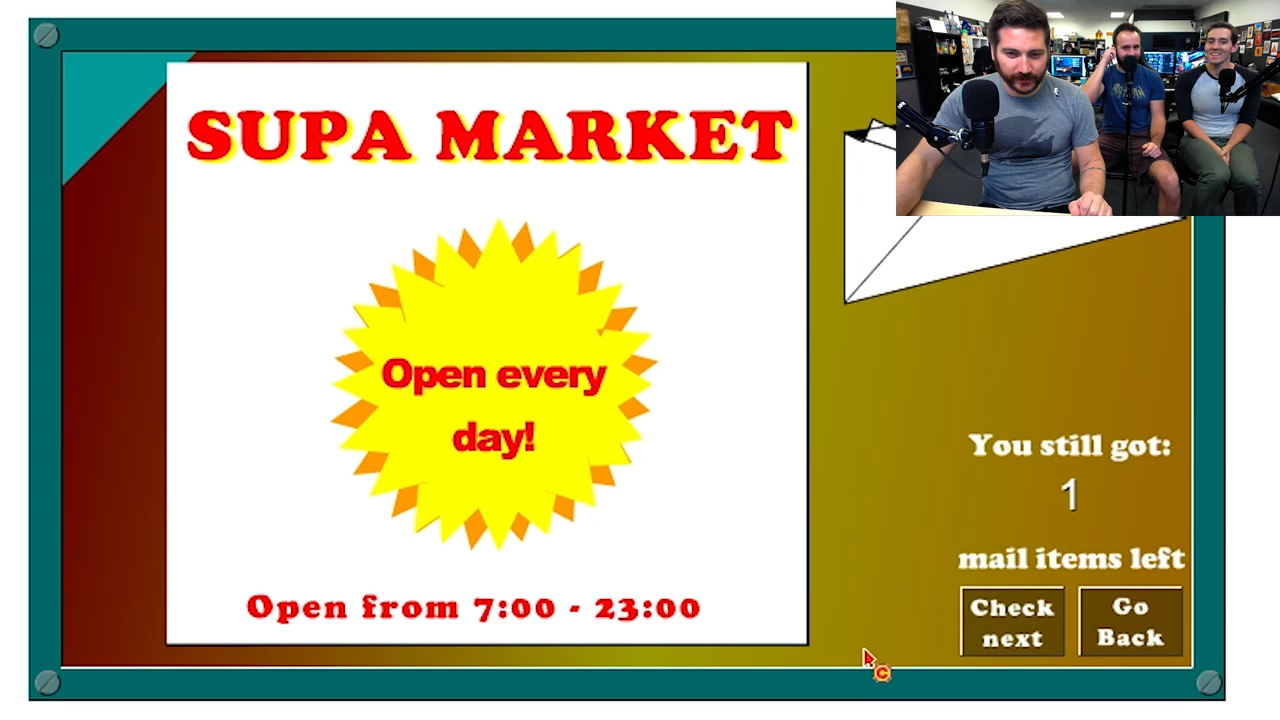 SUPA MARKET
Open every
day!
Open from 7:00 - 23:00
You still got:
1
mail items left
Check
next
Go
Back